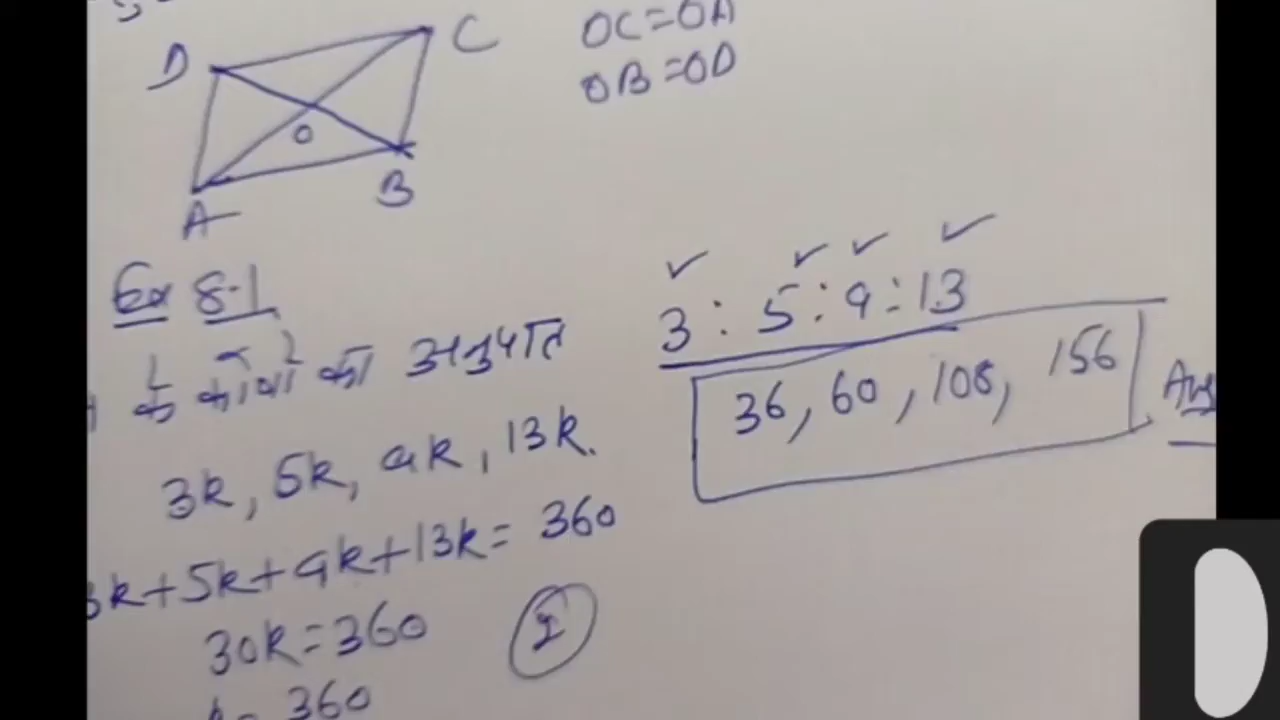 D
C
OC=OA
OB=OD
O
A
B
Ex 8.1
3 : 5 : 9 : 13
के का अनुपात
36, 60, 108, 156
Ans
3k, 5k, 9k, 13k.
3k+5k+9k+13k= 360
30k=360
I
= 360